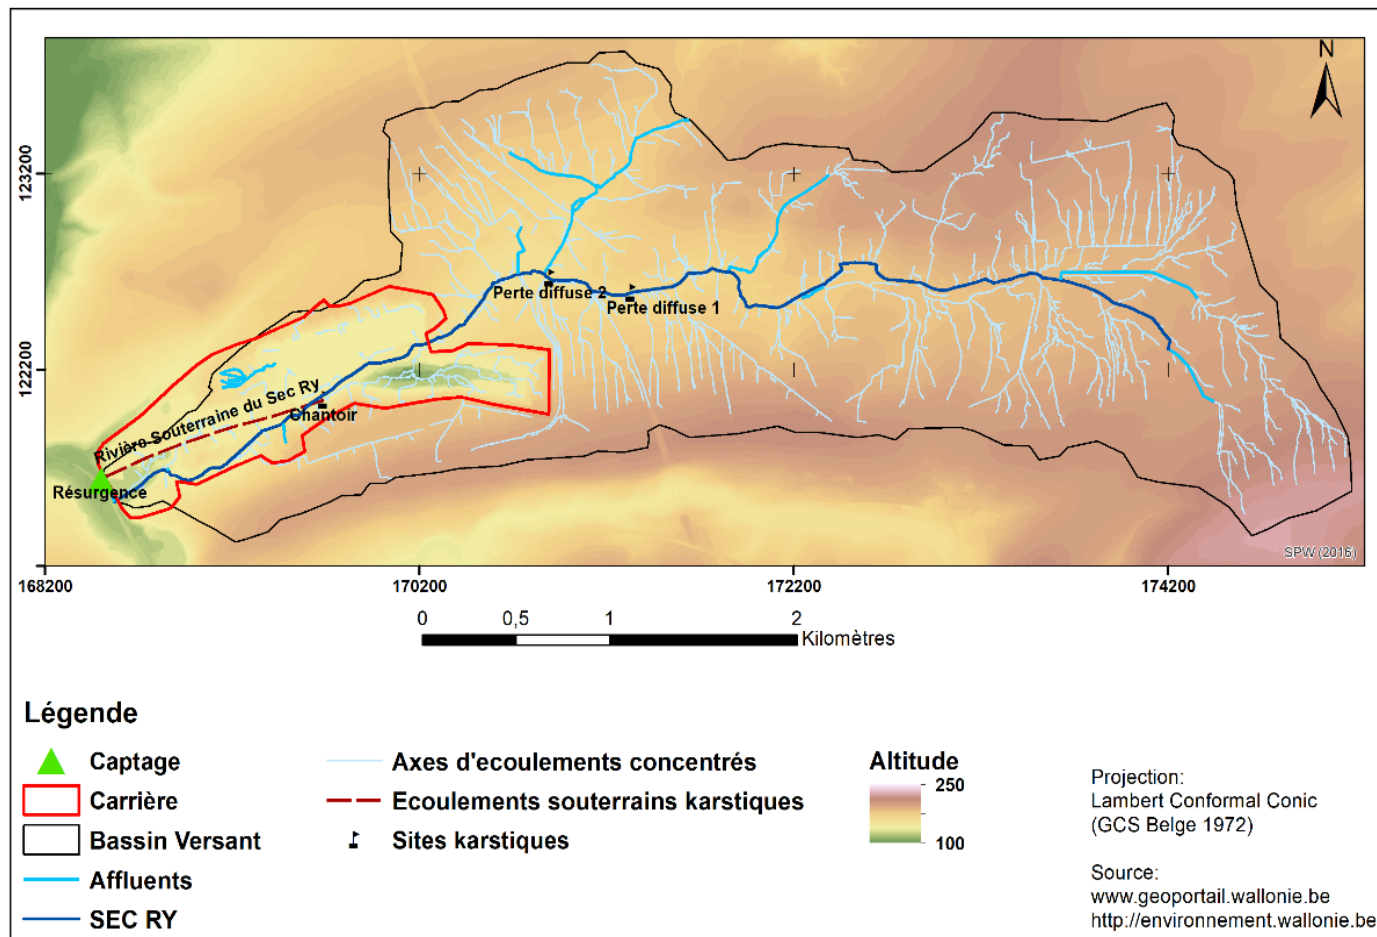 N
123200
122200
Perte diffuse 2
Perte diffuse 1
Rivière Souterraine du Sec Ry
Chantoir
Résurgence
SPW (2016)
168200
170200
172200
174200
0
0,5
1
2
Kilomètres
Légende
Captage
Carrière
Bassin Versant
Affluents
SEC RY
Axes d'ecoulements concentrés
Ecoulements souterrains karstiques
Sites karstiques
Altitude
250
100
Projection:
Lambert Conformal Conic
(GCS Belge 1972)
Source:
www.geoportail.wallonie.be
http://environnement.wallonie.be